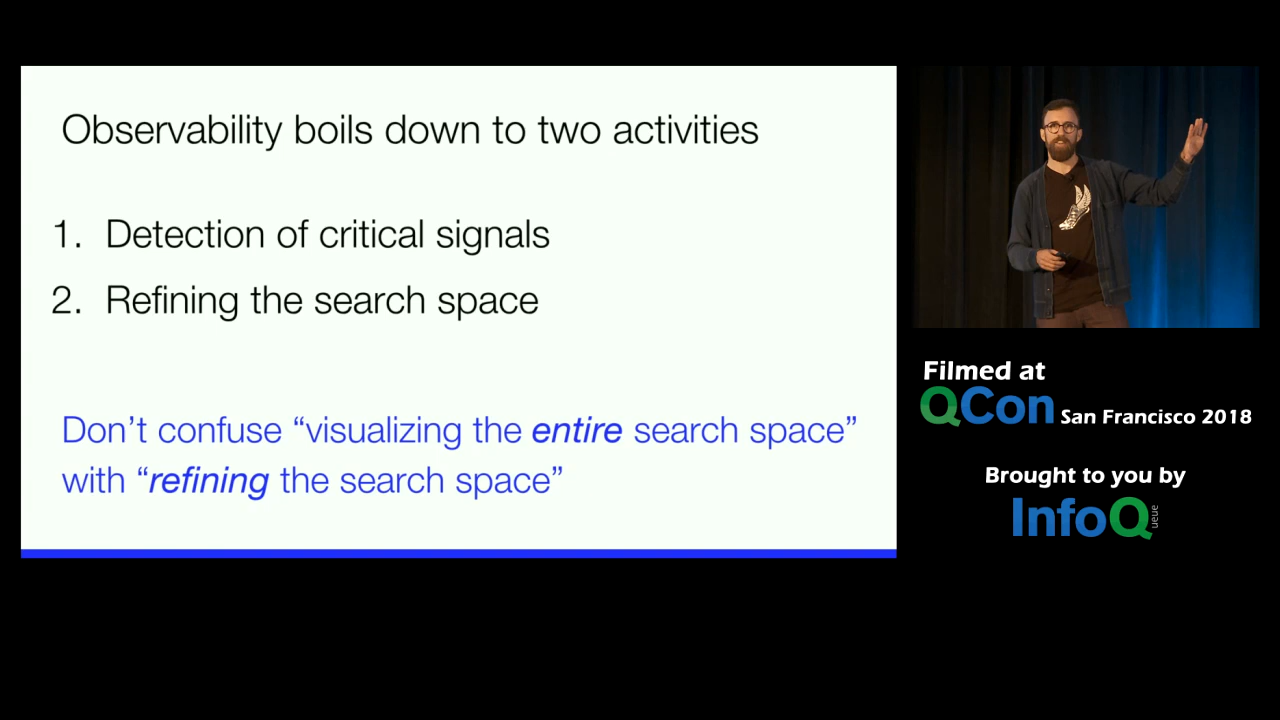 Observability boils down to two activities
1. Detection of critical signals
2. Refining the search space
Don’t confuse “visualizing the entire search space”
with “refining the search space”
Filmed at
QCon San Francisco 2018
Brought to you by
InfoQ
ueue